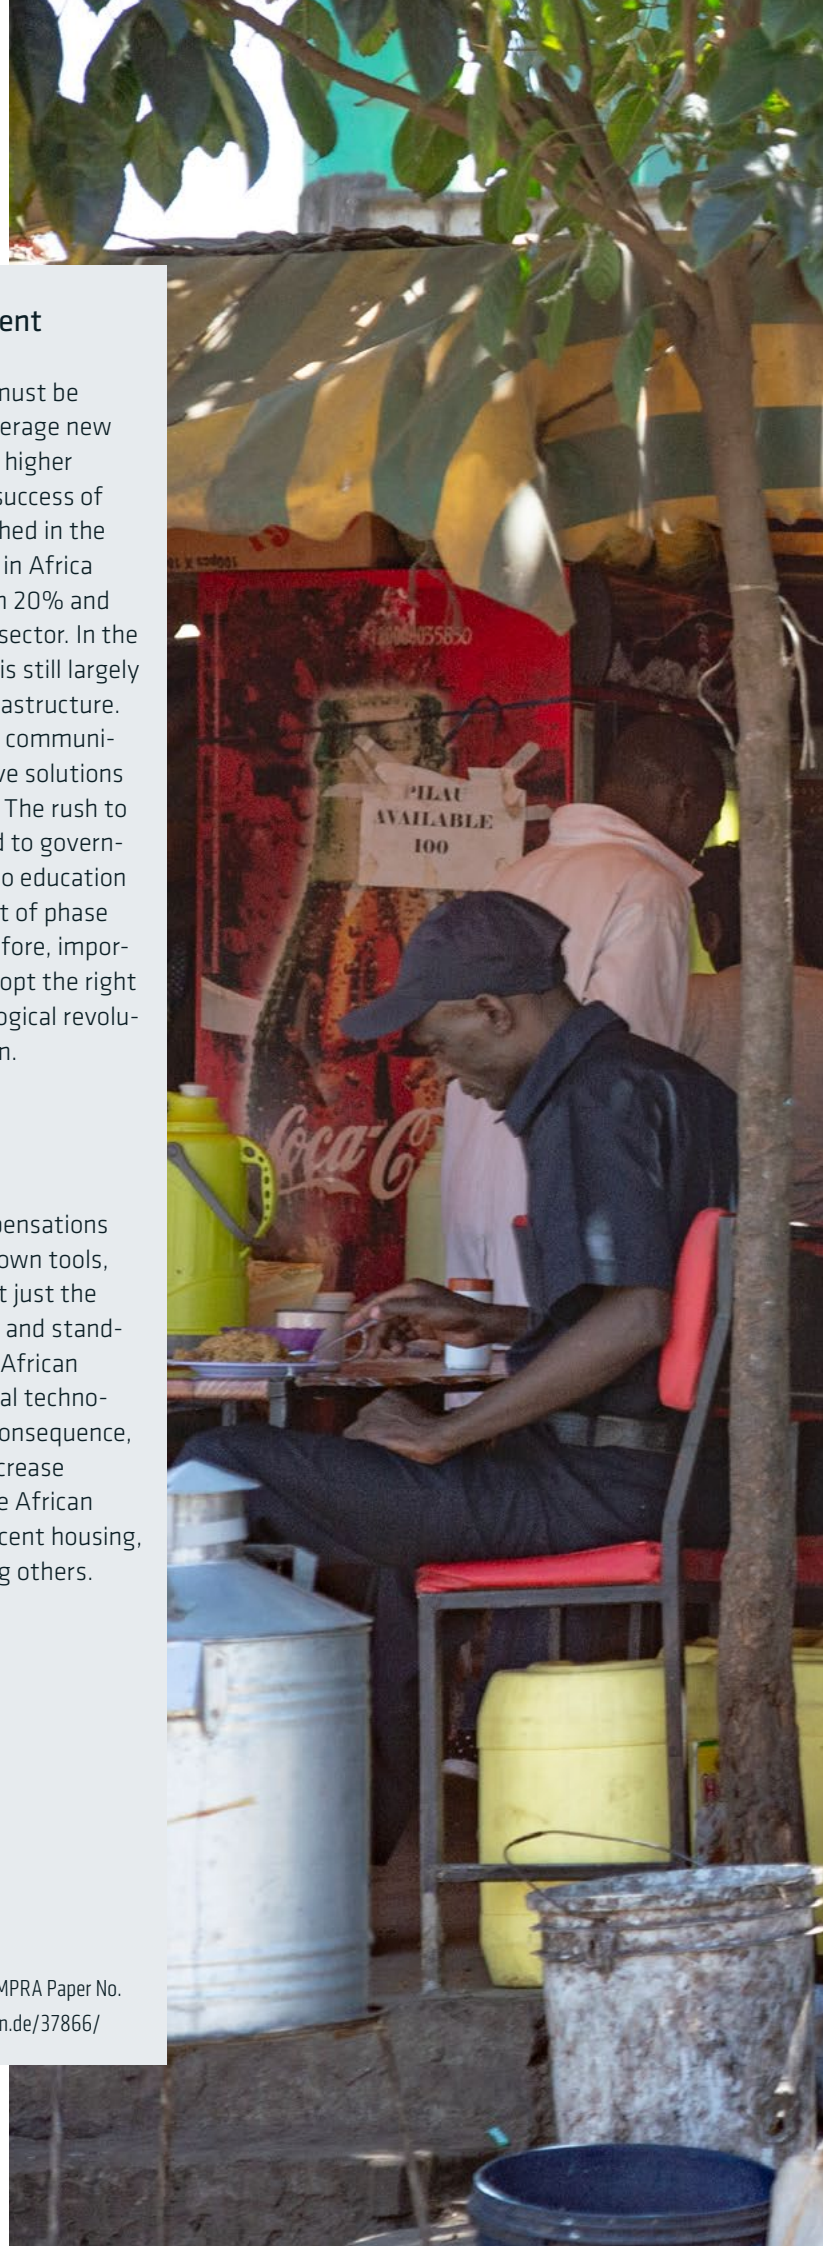 ent
must be
erage new
higher
success of
hed in the
in Africa
n 20% and
sector. In the
is still largely
astructure.
communi-
ve solutions
The rush to
d to govern-
o education
t of phase
fore, impor-
opt the right
ogical revolu-
n.
pensations
own tools,
t just the
and stand-
African
al techno-
onsequence,
crease
e African
cent housing,
g others.
MPRA Paper No.
n.de/37866/
PILAU
AVAILABLE
100
Coca-C